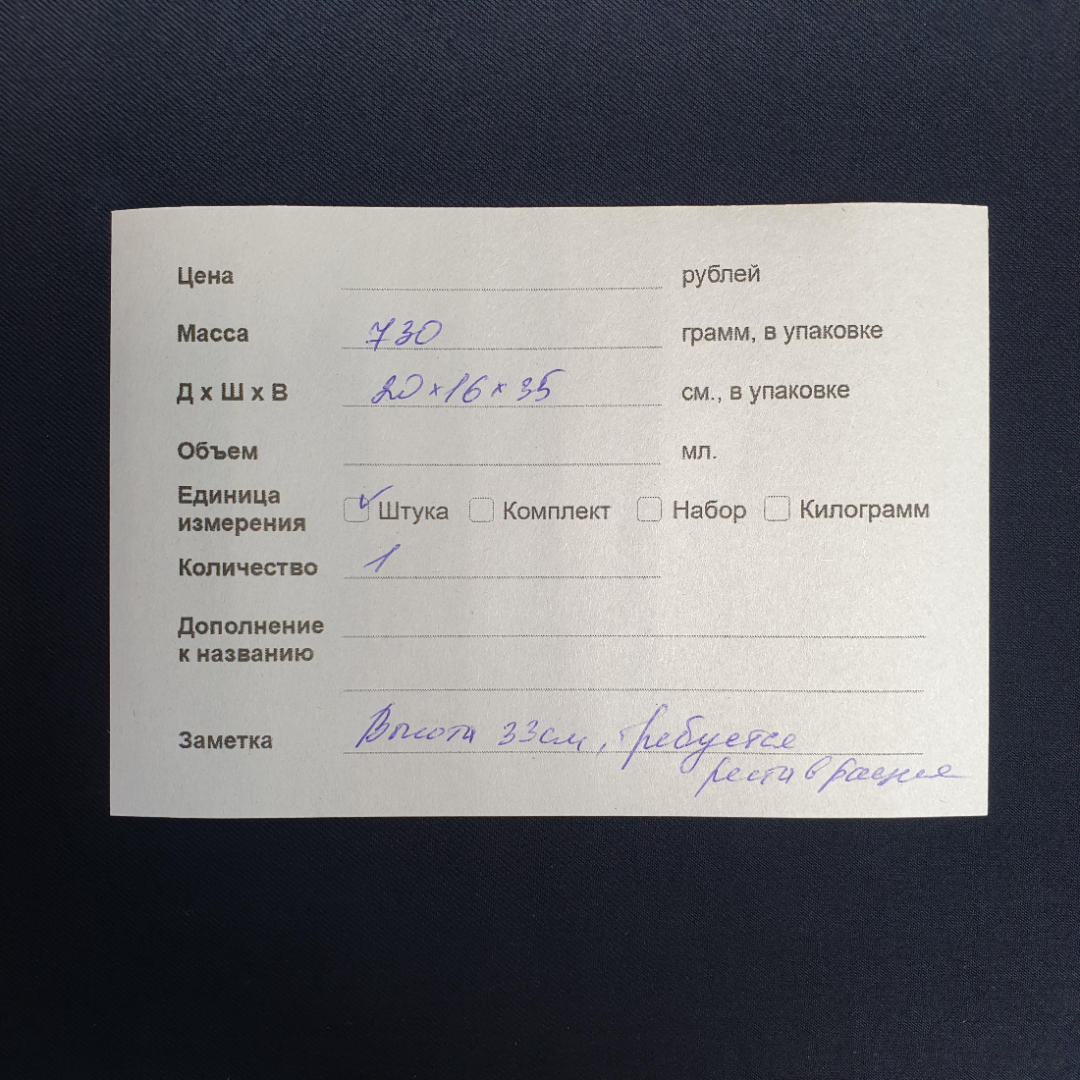 Цена рублей
Масса 730 грамм, в упаковке
Д х Ш х В 20×16×35 см., в упаковке
Объем мл.
Единица
измерения Штука Комплект Набор Килограмм
Количество 1
Дополнение
к названию
Заметка Высота 33см, требуется
реставрация